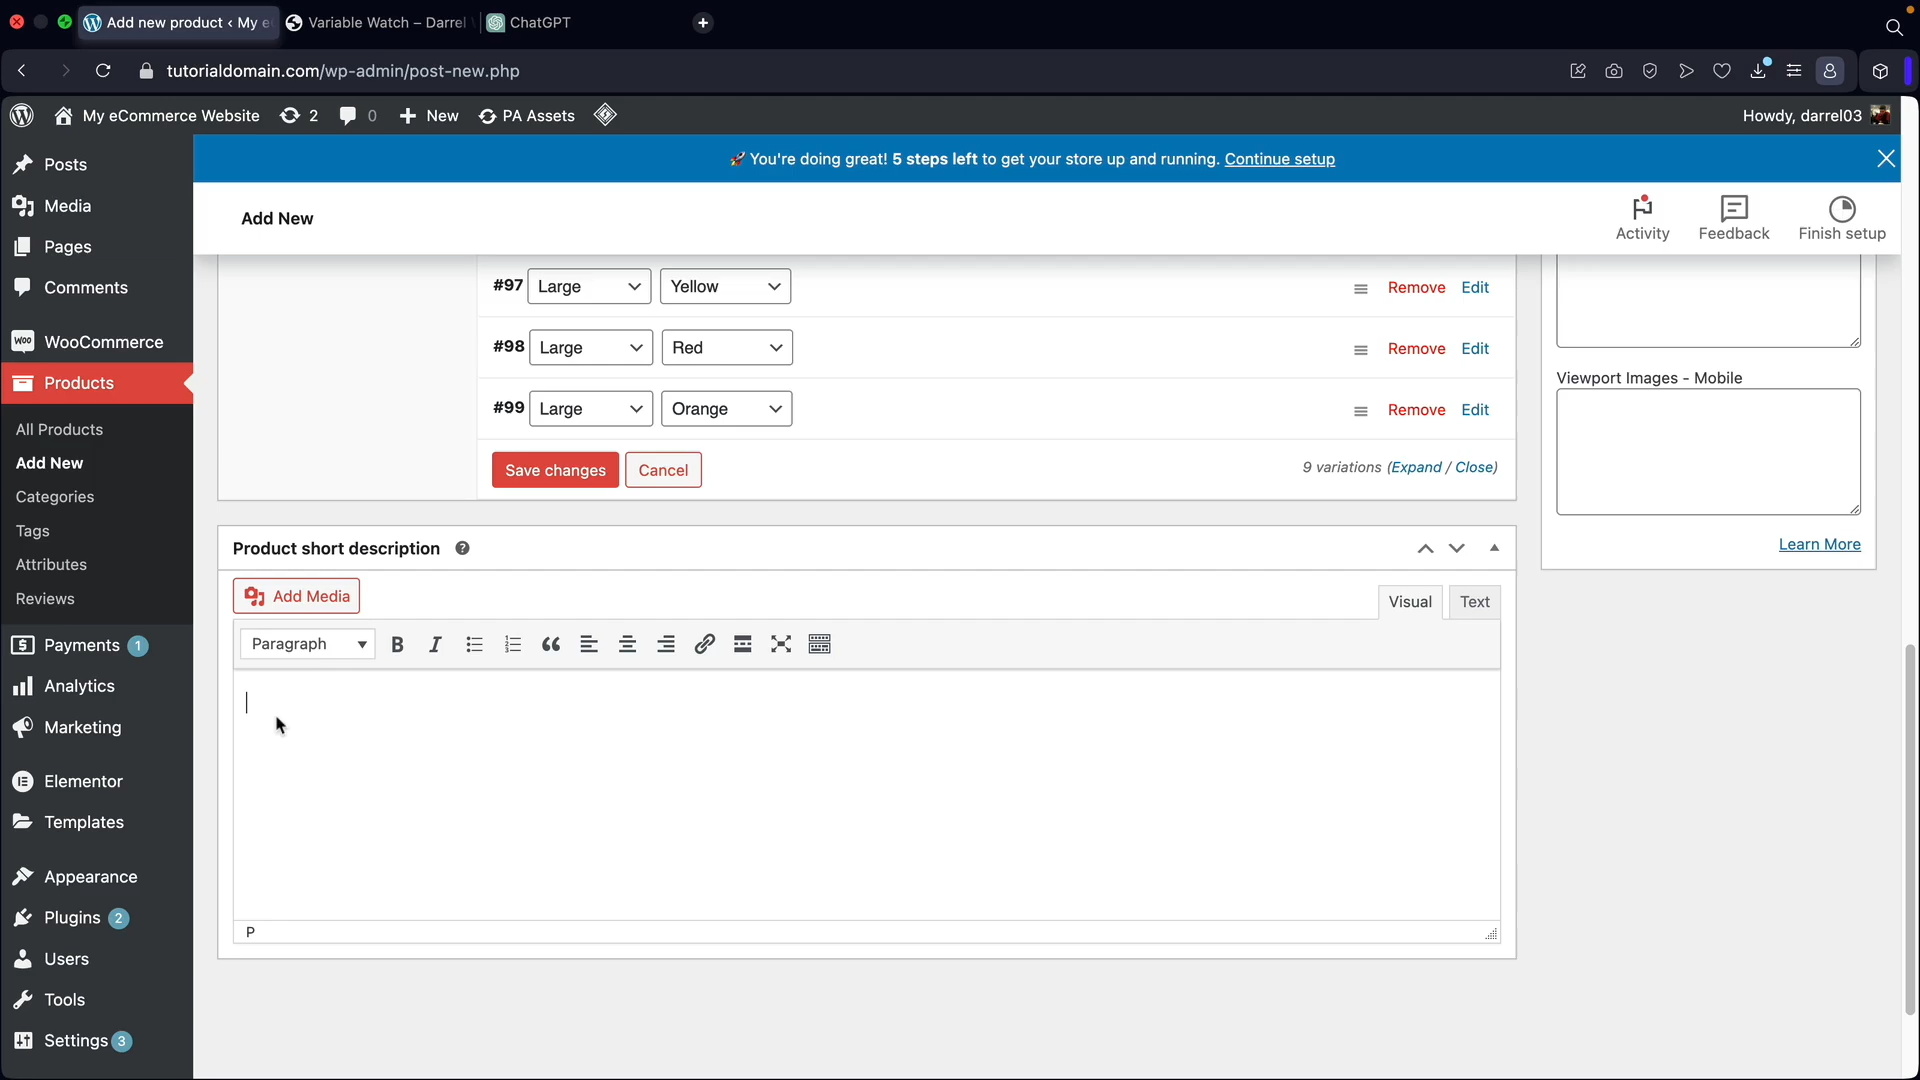 Add new product ‹ My e
Variable Watch – Darrel
ChatGPT
tutorialdomain.com/wp-admin/post-new.php
My eCommerce Website
2
0
New
PA Assets
Howdy, darrel03
Posts
Media
Pages
Comments
WooCommerce
Products
All Products
Add New
Categories
Tags
Attributes
Reviews
Payments 1
Analytics
Marketing
Elementor
Templates
Appearance
Plugins 2
Users
Tools
Settings 3
🚀 You're doing great! 5 steps left to get your store up and running. Continue setup
Add New
Activity
Feedback
Finish setup
#97 Large Yellow Remove Edit
#98 Large Red Remove Edit
#99 Large Orange Remove Edit
Save changes Cancel 9 variations (Expand / Close)
Product short description
Add Media
Visual Text
Paragraph
P
Viewport Images - Mobile
Learn More